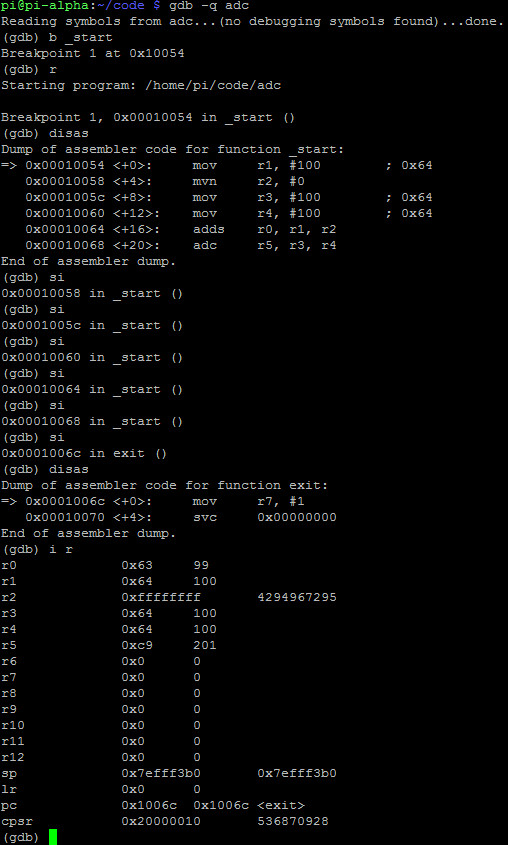 pi@pi-alpha:~/code $ gdb -q adc
Reading symbols from adc...(no debugging symbols found)...done.
(gdb) b _start
Breakpoint 1 at 0x10054
(gdb) r
Starting program: /home/pi/code/adc

Breakpoint 1, 0x00010054 in _start ()
(gdb) disas
Dump of assembler code for function _start:
=> 0x00010054 <+0>:     mov     r1, #100        ; 0x64
   0x00010058 <+4>:     mvn     r2, #0
   0x0001005c <+8>:     mov     r3, #100        ; 0x64
   0x00010060 <+12>:    mov     r4, #100        ; 0x64
   0x00010064 <+16>:    adds    r0, r1, r2
   0x00010068 <+20>:    adc     r5, r3, r4
End of assembler dump.
(gdb) si
0x00010058 in _start ()
(gdb) si
0x0001005c in _start ()
(gdb) si
0x00010060 in _start ()
(gdb) si
0x00010064 in _start ()
(gdb) si
0x00010068 in _start ()
(gdb) si
0x0001006c in exit ()
(gdb) disas
Dump of assembler code for function exit:
=> 0x0001006c <+0>:     mov     r7, #1
   0x00010070 <+4>:     svc     0x00000000
End of assembler dump.
(gdb) i r
r0             0x63     99
r1             0x64     100
r2             0xffffffff       4294967295
r3             0x64     100
r4             0x64     100
r5             0xc9     201
r6             0x0      0
r7             0x0      0
r8             0x0      0
r9             0x0      0
r10            0x0      0
r11            0x0      0
r12            0x0      0
sp             0x7efff3b0       0x7efff3b0
lr             0x0      0
pc             0x1006c  0x1006c <exit>
cpsr           0x20000010       536870928
(gdb)